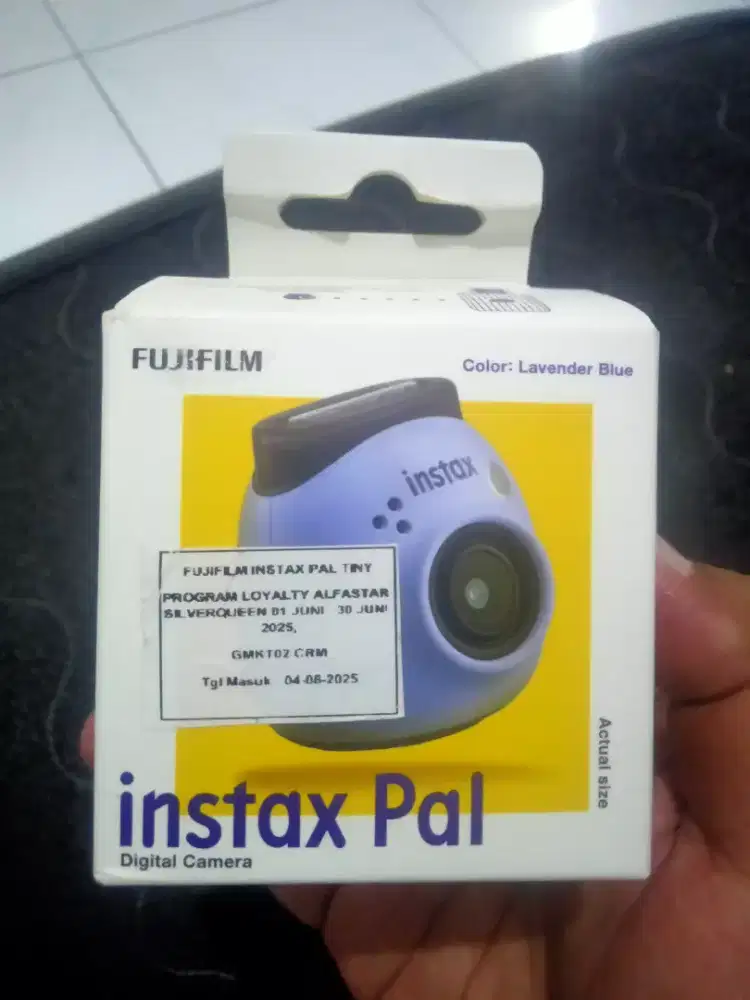 FUJIFILM
Color: Lavender Blue
instax
FUJIFILM INSTAX PAL TINY
PROGRAM LOYALTY ALFASTAR
SILVERQUEEN 01 JUNI 30 JUNI
2025,
GMKT02 CRM
Tgl Masuk 04-08-2025
Actual size
instax Pal
Digital Camera